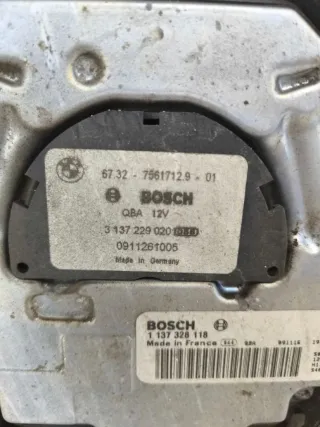 67.32 - 7561712.9 - 01
BOSCH
QBA 12V
3 137 229 020
0911261005
Made in Germany
BOSCH
1 137 328 118
Made in France